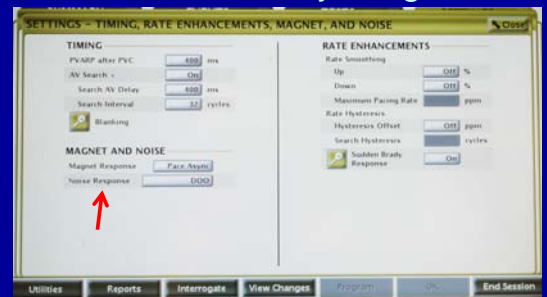 SETTINGS - TIMING, RATE ENHANCEMENTS, MAGNET, AND NOISE
Close
TIMING
PVARP after PVC 400 ms
AV Search + On
Search AV Delay 400 ms
Search Interval 32 cycles
Blanking
MAGNET AND NOISE
Magnet Response Pace Async
Noise Response DOO
RATE ENHANCEMENTS
Rate Smoothing
Up Off %
Down Off %
Maximum Pacing Rate ppm
Rate Hysteresis
Hysteresis Offset Off ppm
Search Hysteresis cycles
Sudden Brady
Response On
Utilities Reports Interrogate View Changes Program End Session